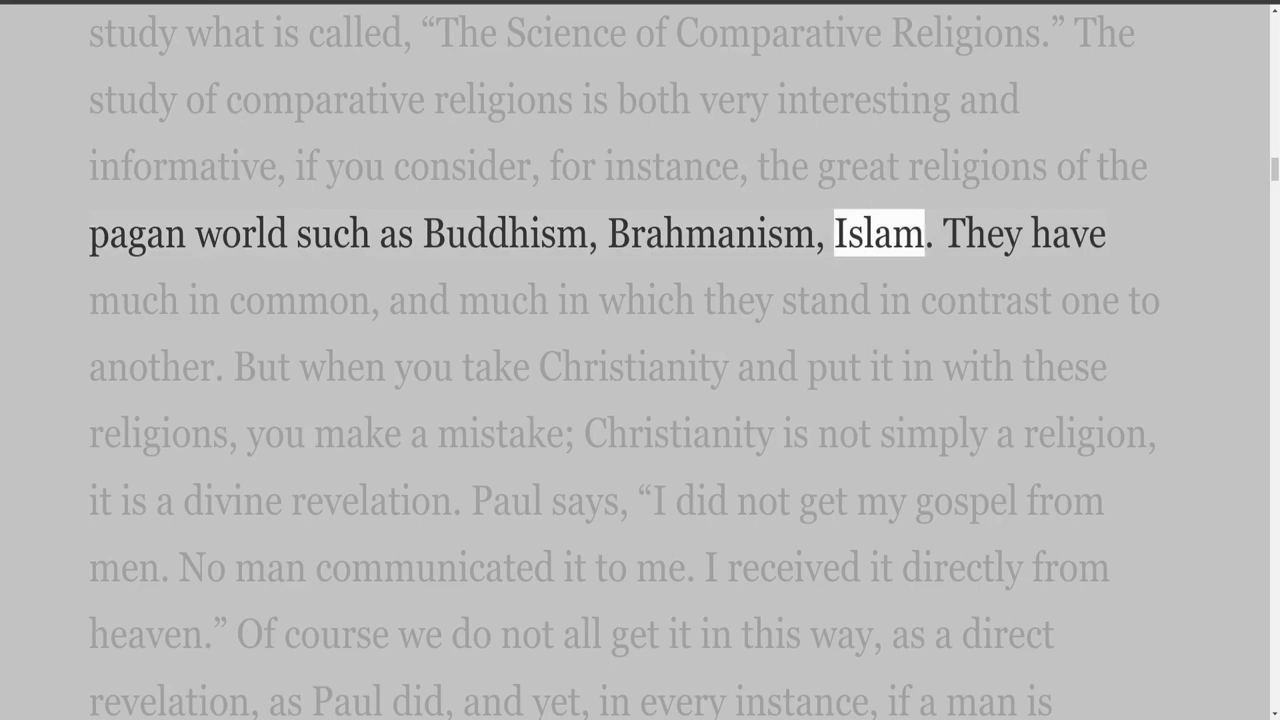 study what is called, “The Science of Comparative Religions.” The
study of comparative religions is both very interesting and
informative, if you consider, for instance, the great religions of the
pagan world such as Buddhism, Brahmanism, Islam. They have
much in common, and much in which they stand in contrast one to
another. But when you take Christianity and put it in with these
religions, you make a mistake; Christianity is not simply a religion,
it is a divine revelation. Paul says, “I did not get my gospel from
men. No man communicated it to me. I received it directly from
heaven.” Of course we do not all get it in this way, as a direct
revelation, as Paul did, and yet, in every instance, if a man is